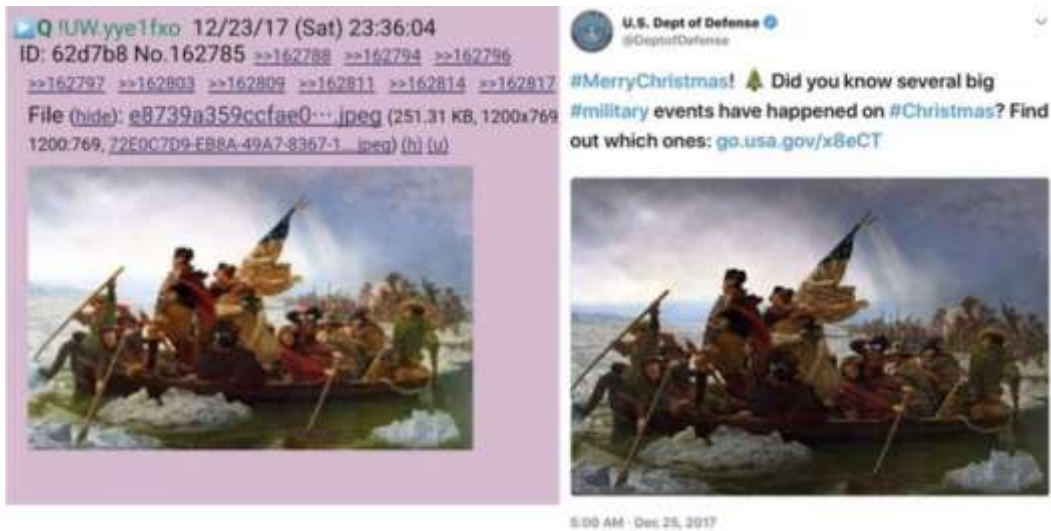 Q !UW.yye1fxo 12/23/17 (Sat) 23:36:04
ID: 62d7b8 No.162785 >>162788 >>162794 >>162796
>>162797 >>162803 >>162809 >>162811 >>162814 >>162817
File (hide): e8739a359ccfae0⋯.jpeg (251.31 KB, 1200x769
1200:769, 72E0C7D9-EB8A-49A7-8367-1….jpeg) (h) (u)
U.S. Dept of Defense
@DeptofDefense
#MerryChristmas! 🌲 Did you know several big
#military events have happened on #Christmas? Find
out which ones: go.usa.gov/x8eCT
5:00 AM · Dec 25, 2017